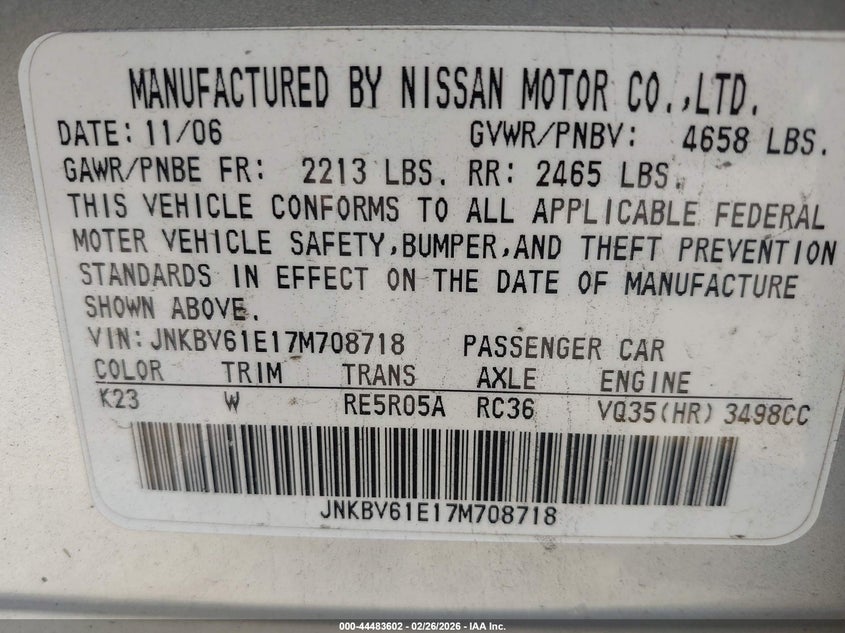 MANUFACTURED BY NISSAN MOTOR CO.,LTD.
DATE: 11/06 GVWR/PNBV: 4658 LBS.
GAWR/PNBE FR: 2213 LBS. RR: 2465 LBS.
THIS VEHICLE CONFORMS TO ALL APPLICABLE FEDERAL
MOTER VEHICLE SAFETY,BUMPER,AND THEFT PREVENTION
STANDARDS IN EFFECT ON THE DATE OF MANUFACTURE
SHOWN ABOVE.
VIN:JNKBV61E17M708718 PASSENGER CAR
COLOR TRIM TRANS AXLE ENGINE
K23 W RE5R05A RC36 VQ35(HR) 3498CC
JNKBV61E17M708718
000-44483602 - 02/26/2026 - IAA Inc.